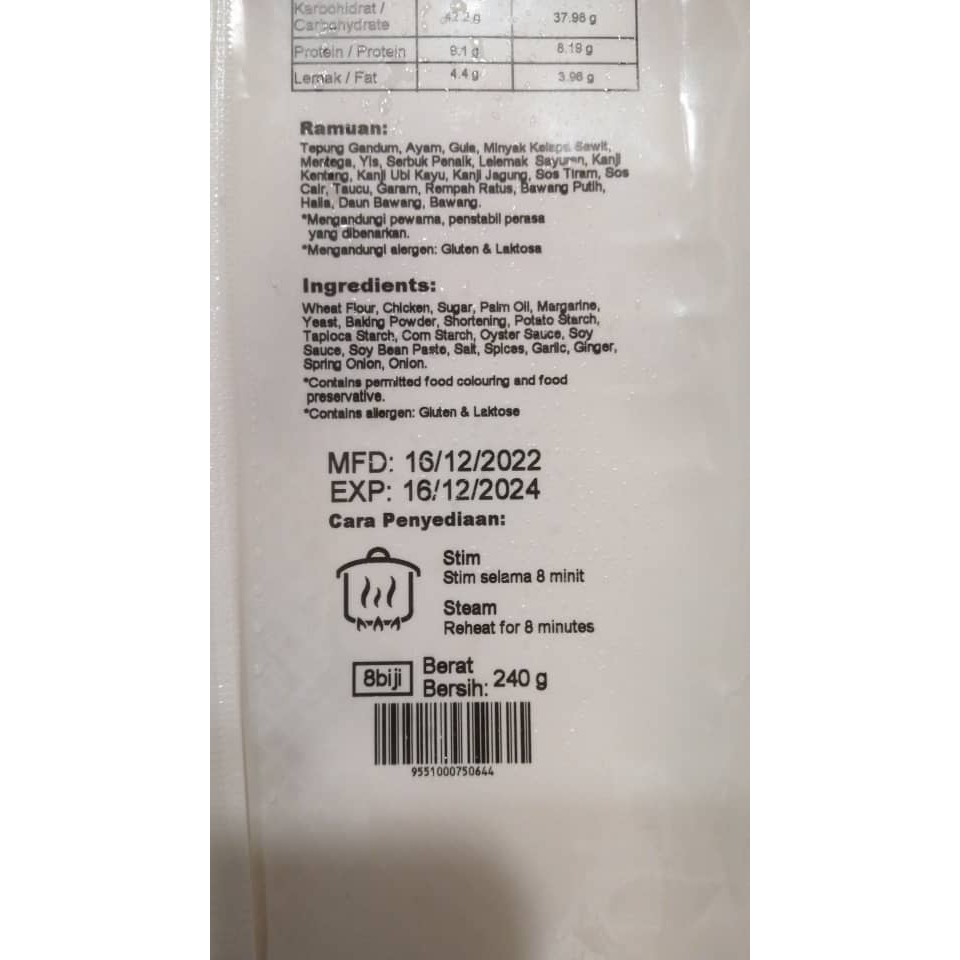 Karbohidrat /
Carbohydrate 42.2 g 37.98 g
Protein / Protein 9.1 g 8.19 g
Lemak / Fat 4.4 g 3.96 g
Ramuan:
Tepung Gandum, Ayam, Gula, Minyak Kelapa Sawit,
Mentega, Yis, Serbuk Penaik, Lelemak Sayuran, Kanji
Kentang, Kanji Ubi Kayu, Kanji Jagung, Sos Tiram, Sos
Cair, Taucu, Garam, Rempah Ratus, Bawang Putih,
Halia, Daun Bawang, Bawang.
*Mengandungi pewarna, penstabil perasa
yang dibenarkan.
*Mengandungi alergen: Gluten & Laktosa
Ingredients:
Wheat Flour, Chicken, Sugar, Palm Oil, Margarine,
Yeast, Baking Powder, Shortening, Potato Starch,
Tapioca Starch, Corn Starch, Oyster Sauce, Soy
Sauce, Soy Bean Paste, Salt, Spices, Garlic, Ginger,
Spring Onion, Onion.
*Contains permitted food colouring and food
preservative.
*Contains allergen: Gluten & Laktose
MFD: 16/12/2022
EXP: 16/12/2024
Cara Penyediaan:
Stim
Stim selama 8 minit
Steam
Reheat for 8 minutes
8biji Berat
Bersih: 240 g
9551000750644